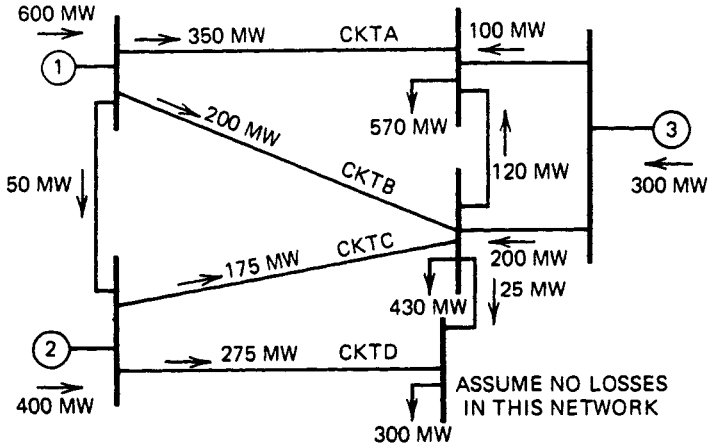 600 MW
350 MW
CKTA
100 MW
1
570 MW
3
200 MW
50 MW
CKTB
120 MW
300 MW
CKTC
175 MW
200 MW
430 MW
25 MW
2
275 MW
CKTD
ASSUME NO LOSSES
IN THIS NETWORK
400 MW
300 MW